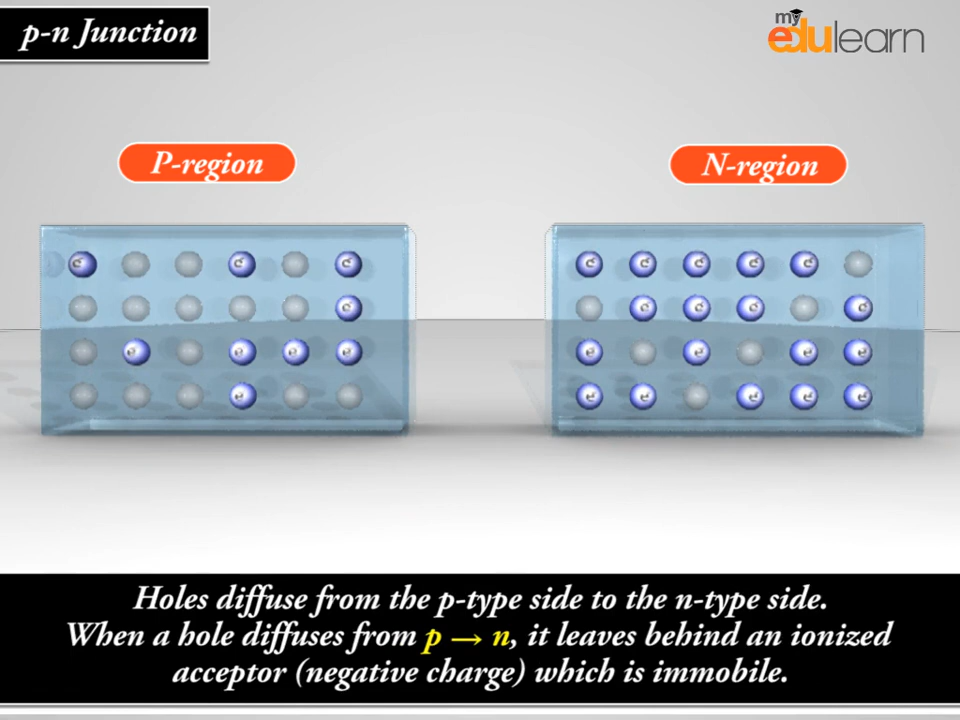 p-n Junction
my
edulearn
P-region
N-region
Holes diffuse from the p-type side to the n-type side.
When a hole diffuses from p → n, it leaves behind an ionized
acceptor (negative charge) which is immobile.